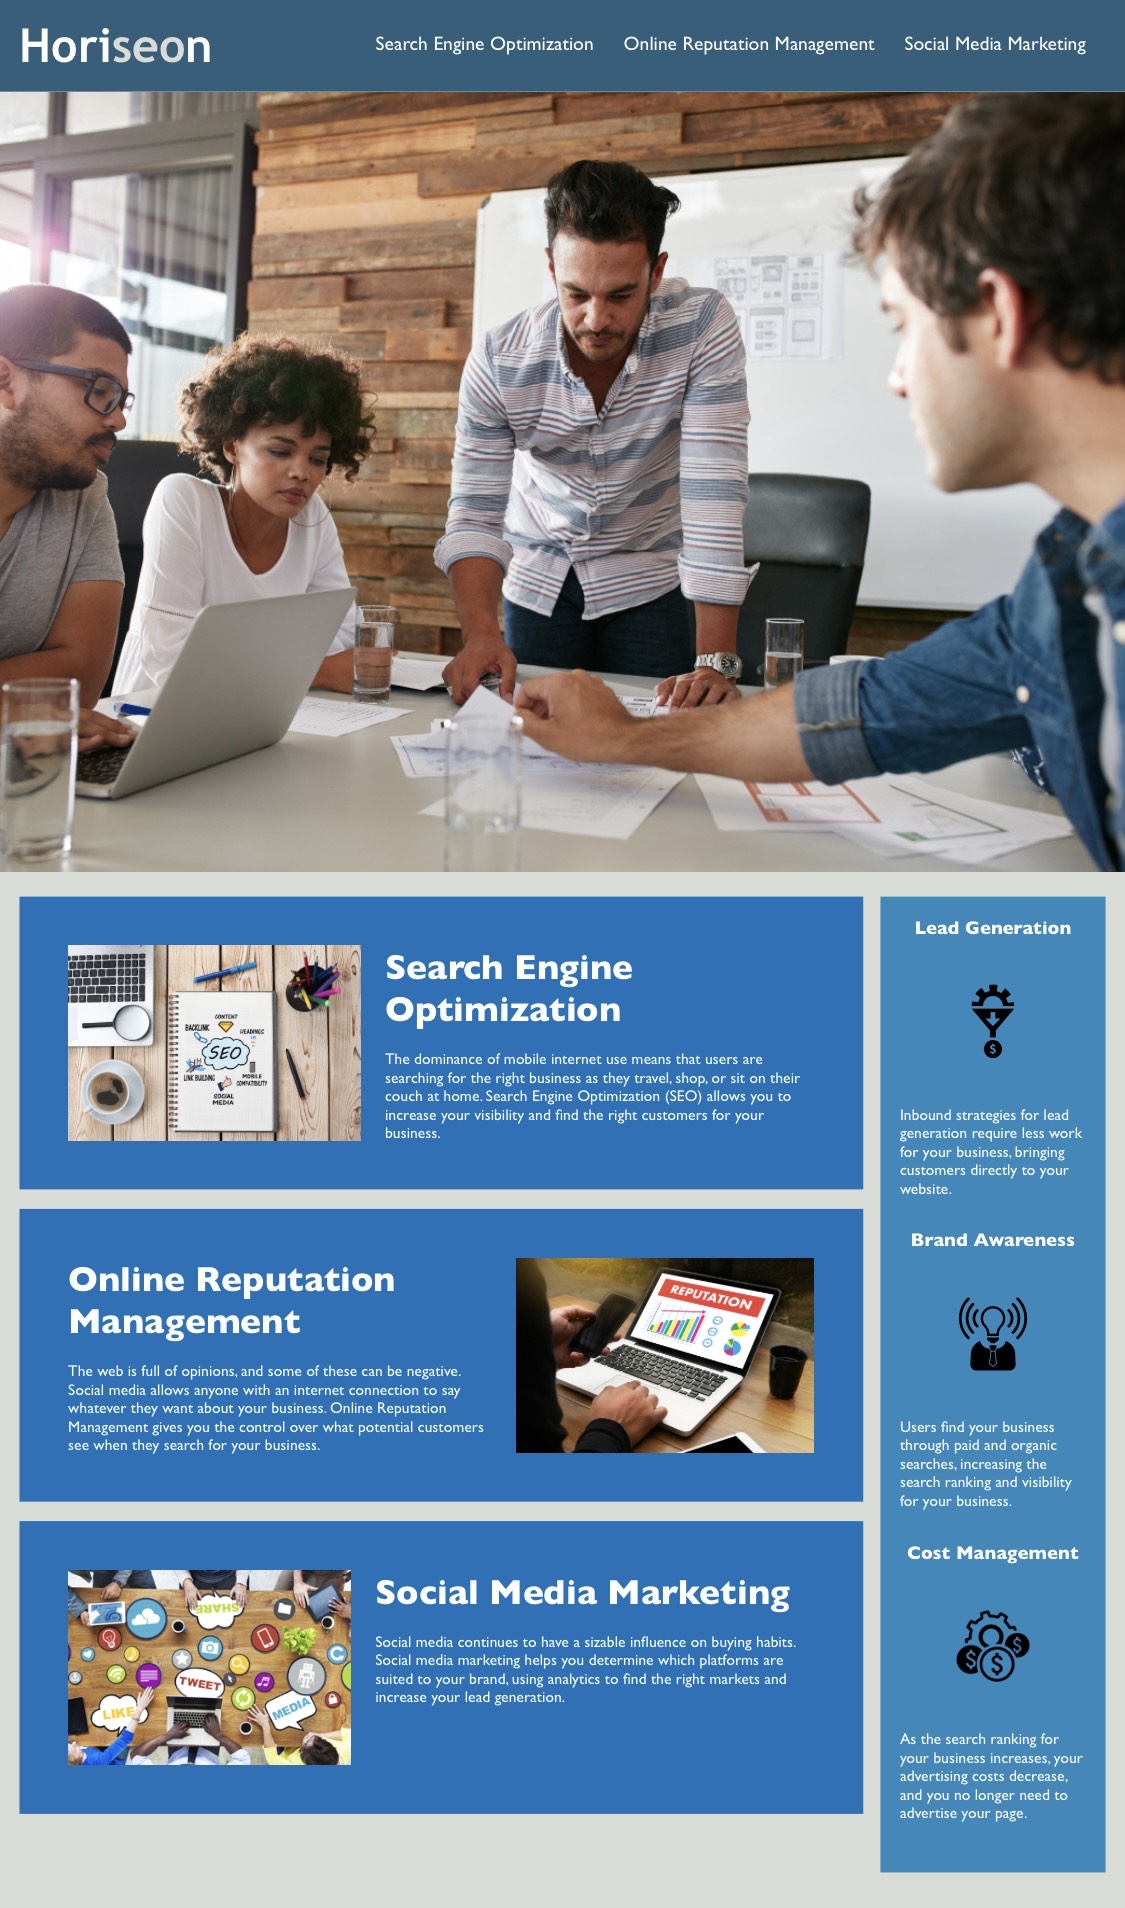 Horiseon
Search Engine Optimization Online Reputation Management Social Media Marketing
Search Engine
Optimization
The dominance of mobile internet use means that users are
searching for the right business as they travel, shop, or sit on their
couch at home. Search Engine Optimization (SEO) allows you to
increase your visibility and find the right customers for your
business.
CONTENT
BACKLINK
HEADINGS
SEO
LINK BUILDING
MOBILE
COMPATIBILITY
SOCIAL
MEDIA
Online Reputation
Management
The web is full of opinions, and some of these can be negative.
Social media allows anyone with an internet connection to say
whatever they want about your business. Online Reputation
Management gives you the control over what potential customers
see when they search for your business.
REPUTATION
Social Media Marketing
Social media continues to have a sizable influence on buying habits.
Social media marketing helps you determine which platforms are
suited to your brand, using analytics to find the right markets and
increase your lead generation.
SHARE
TWEET
LIKE
MEDIA
Lead Generation
$
Inbound strategies for lead
generation require less work
for your business, bringing
customers directly to your
website.
Brand Awareness
Users find your business
through paid and organic
searches, increasing the
search ranking and visibility
for your business.
Cost Management
$
$
$
As the search ranking for
your business increases, your
advertising costs decrease,
and you no longer need to
advertise your page.